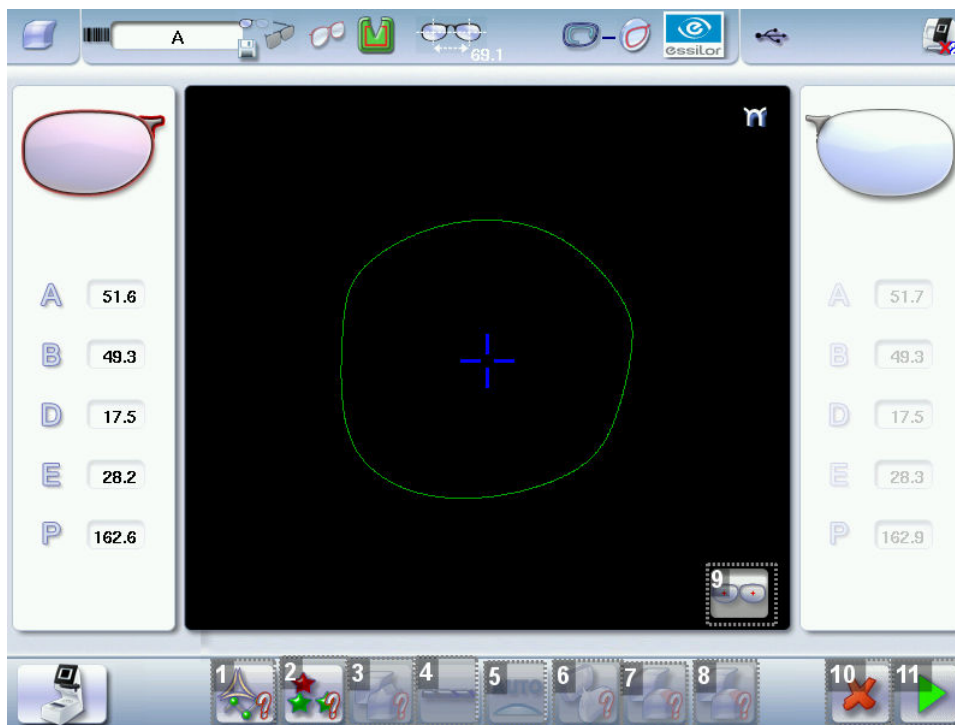 A
69.1
e
essilor
A 51.6
B 49.3
D 17.5
E 28.2
P 162.6
A 51.7
B 49.3
D 17.5
E 28.3
P 162.9
9
1 ?
2 ?
3 ?
4
5 AUTO
6 ?
7 ?
8 ?
10
11